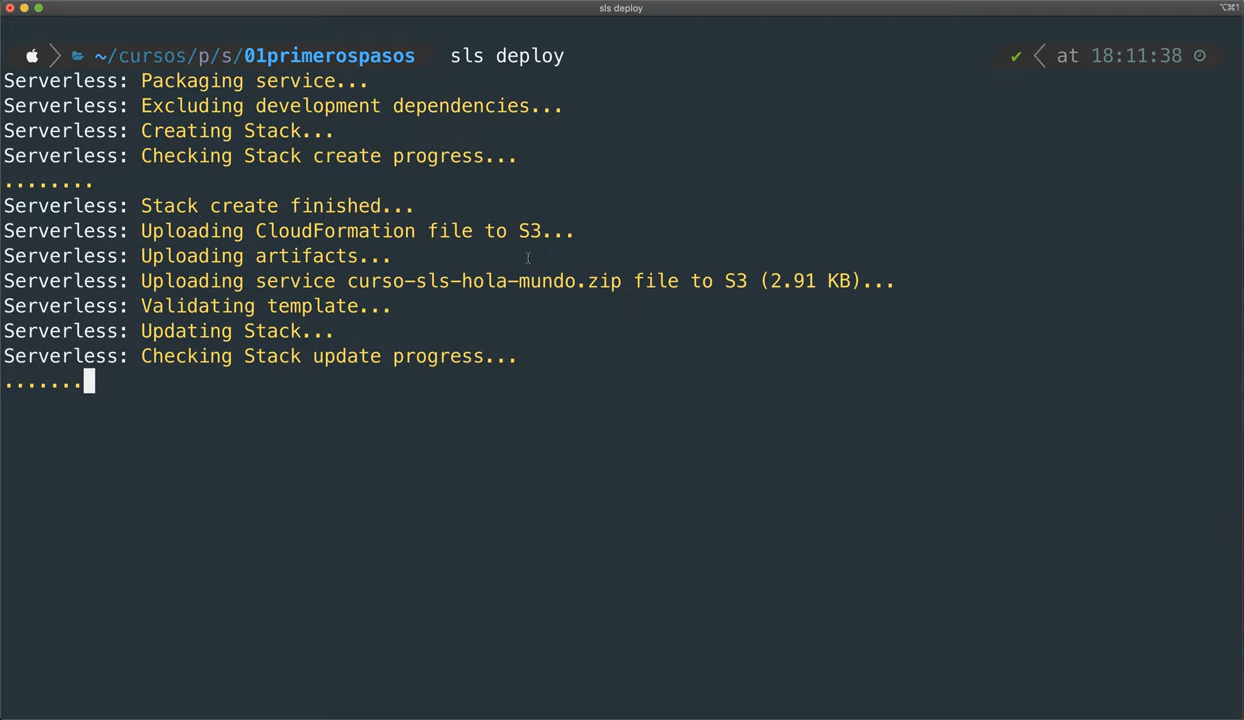 sls deploy
⌥⌘1
~/cursos/p/s/01primerospasos sls deploy ✔ at 18:11:38
Serverless: Packaging service...
Serverless: Excluding development dependencies...
Serverless: Creating Stack...
Serverless: Checking Stack create progress...
........
Serverless: Stack create finished...
Serverless: Uploading CloudFormation file to S3...
Serverless: Uploading artifacts...
Serverless: Uploading service curso-sls-hola-mundo.zip file to S3 (2.91 KB)...
Serverless: Validating template...
Serverless: Updating Stack...
Serverless: Checking Stack update progress...
.......